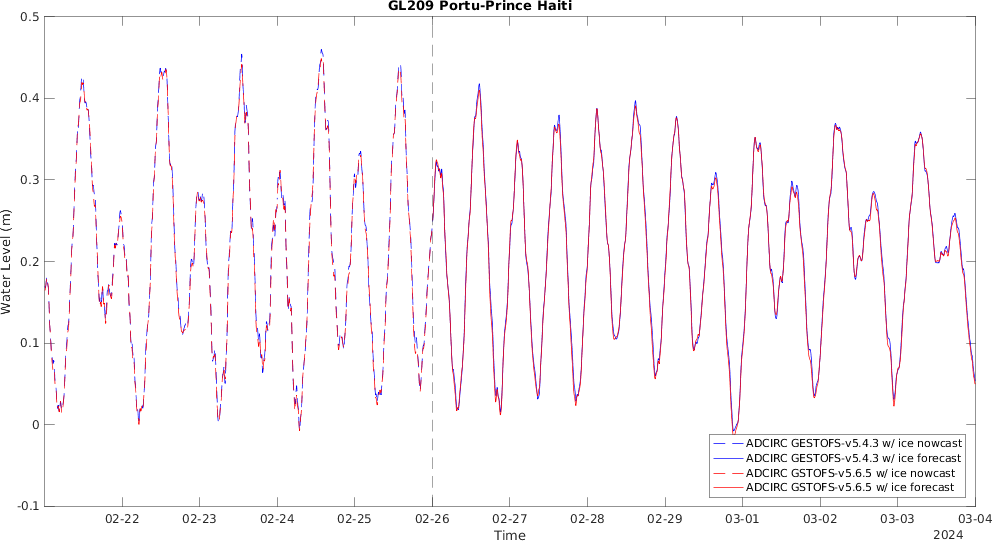 GL209 Portu-Prince Haiti
Water Level (m)
0.5
0.4
0.3
0.2
0.1
0
-0.1
02-22 02-23 02-24 02-25 02-26 02-27 02-28 02-29 03-01 03-02 03-03 03-04
Time
2024
ADCIRC GESTOFS-v5.4.3 w/ ice nowcast
ADCIRC GESTOFS-v5.4.3 w/ ice forecast
ADCIRC GSTOFS-v5.6.5 w/ ice nowcast
ADCIRC GSTOFS-v5.6.5 w/ ice forecast